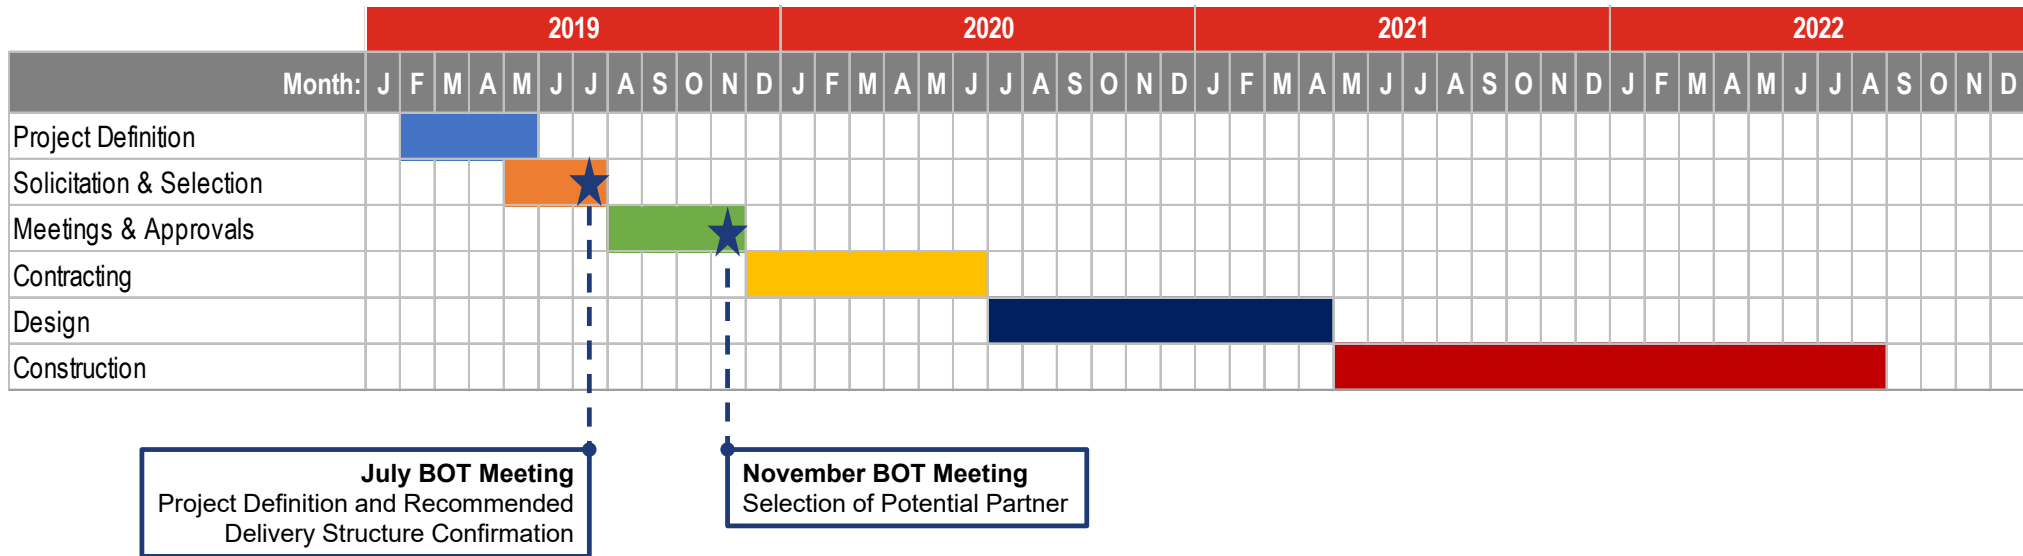 2019 2020 2021 2022
Month: J F M A M J J A S O N D J F M A M J J A S O N D J F M A M J J A S O N D J F M A M J J A S O N D
Project Definition
Solicitation & Selection
Meetings & Approvals
Contracting
Design
Construction
July BOT Meeting
Project Definition and Recommended
Delivery Structure Confirmation
November BOT Meeting
Selection of Potential Partner